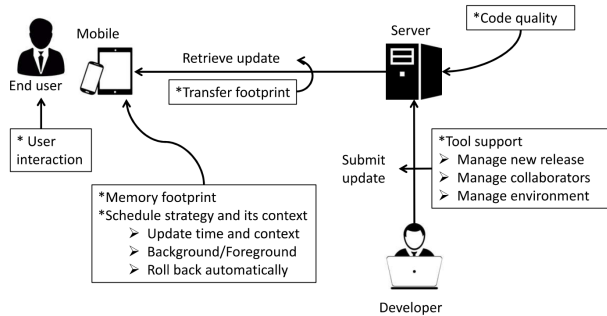 Mobile
Server
*Code quality
Retrieve update
End user
*Transfer footprint
* User
interaction
*Tool support
➢ Manage new release
➢ Manage collaborators
➢ Manage environment
Submit
update
*Memory footprint
*Schedule strategy and its context
➢ Update time and context
➢ Background/Foreground
➢ Roll back automatically
Developer